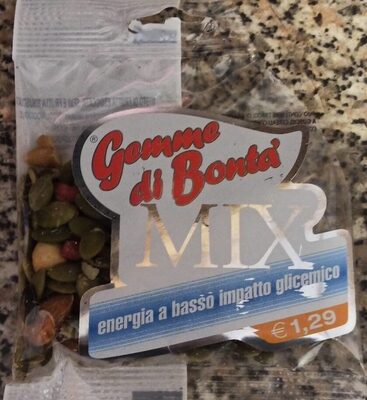 Gemme
di Bontà
®
MIX
energia a basso impatto glicemico
€ 1,29